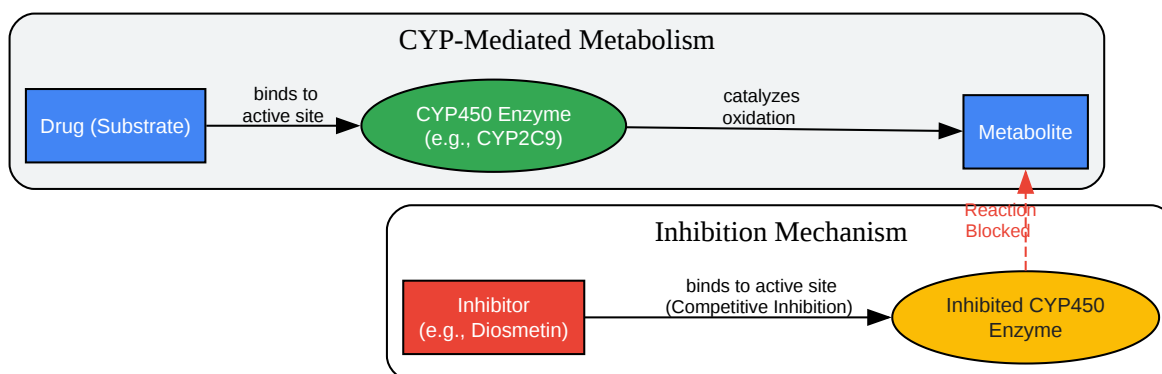 CYP-Mediated Metabolism
Drug (Substrate)
binds to
active site
CYP450 Enzyme
(e.g., CYP2C9)
catalyzes
oxidation
Metabolite
Reaction
Blocked
Inhibition Mechanism
Inhibitor
(e.g., Diosmetin)
binds to active site
(Competitive Inhibition)
Inhibited CYP450
Enzyme